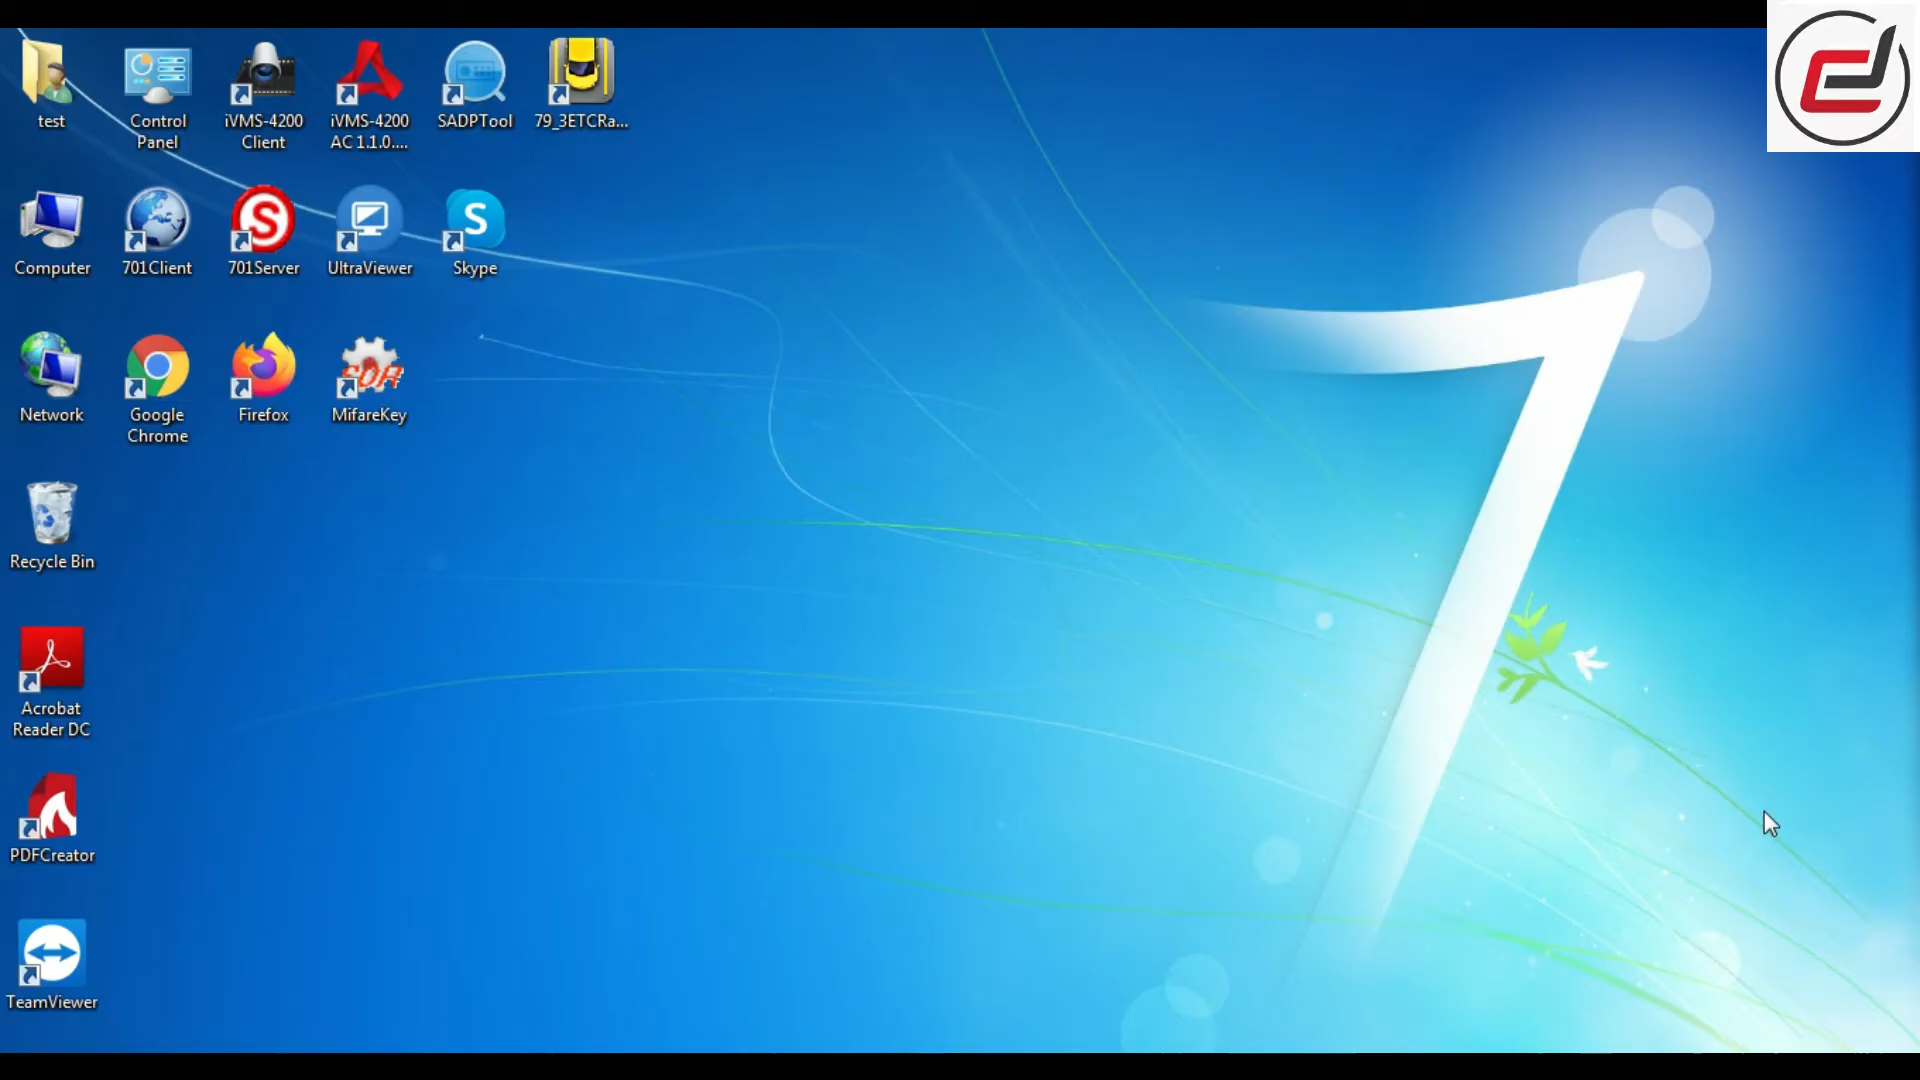 test
Control
Panel
iVMS-4200
Client
iVMS-4200
AC 1.1.0....
SADPTool
79_3ETCRa...
Computer
701Client
701Server
UltraViewer
Skype
Network
Google
Chrome
Firefox
MifareKey
Recycle Bin
Acrobat
Reader DC
PDFCreator
TeamViewer
7
S
S